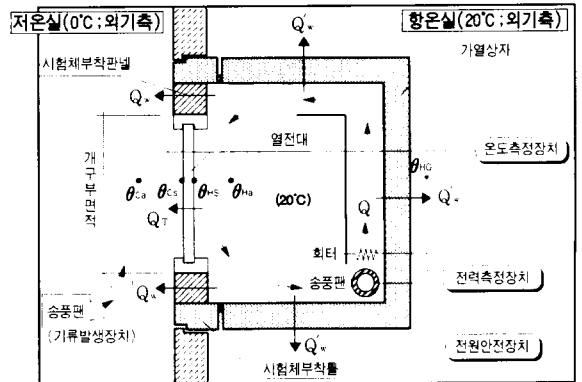 저온실(0℃;외기측)
항온실(20℃;외기측)
시험체부착판넬
Q'w
가열상자
Qw
열전대
온도측정장치
개구부면적
θHG
θCa
θCs
θHS
θHa
(20℃)
Q'w
QT
Q
회터
송풍팬
전력측정장치
Qw
송풍팬
(기류발생장치)
Q'w
시험체부착틀
전원안전장치